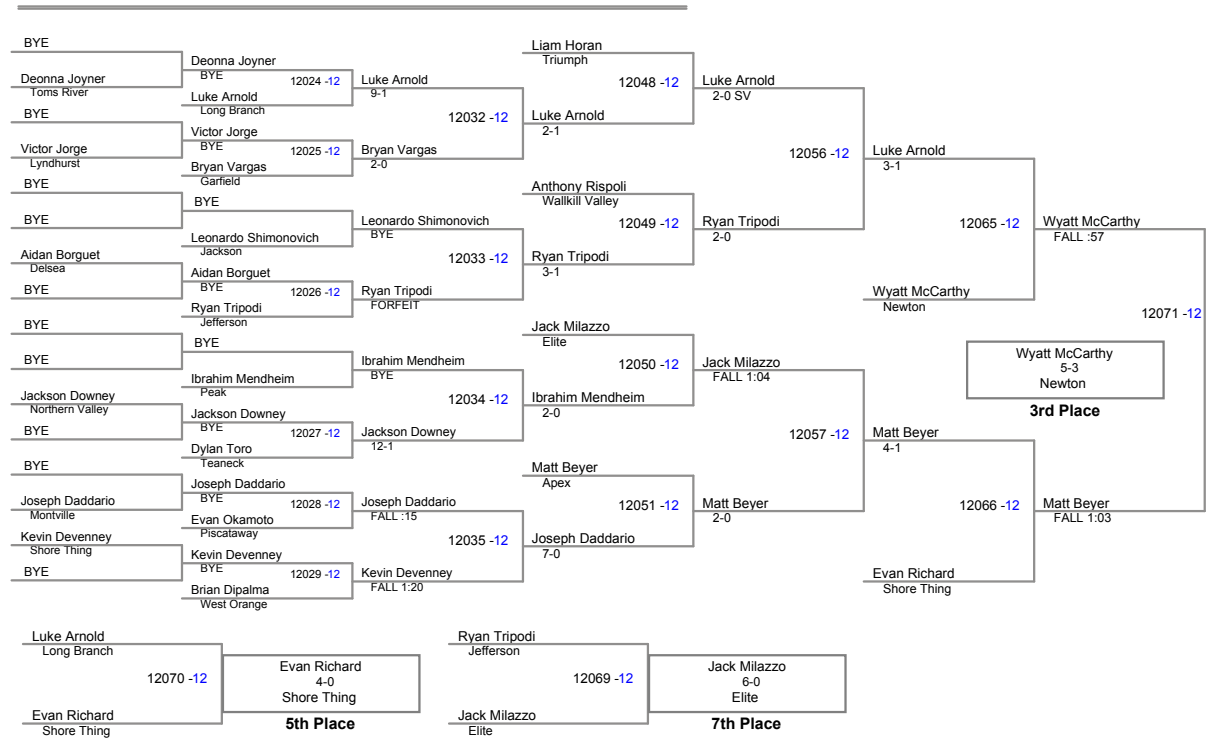 BYE
Deonna Joyner
Toms River
BYE
Victor Jorge
Lyndhurst
BYE
BYE
Aidan Borguet
Delsea
BYE
BYE
BYE
Jackson Downey
Northern Valley
BYE
BYE
Joseph Daddario
Montville
Kevin Devenney
Shore Thing
BYE
Deonna Joyner
BYE
12024 -12
Luke Arnold
Long Branch
Victor Jorge
BYE
12025 -12
Bryan Vargas
Garfield
BYE
Leonardo Shimonovich
Jackson
Aidan Borguet
BYE
12026 -12
Ryan Tripodi
Jefferson
BYE
Ibrahim Mendheim
Peak
Jackson Downey
BYE
12027 -12
Dylan Toro
Teaneck
Joseph Daddario
BYE
12028 -12
Evan Okamoto
Piscataway
Kevin Devenney
BYE
12029 -12
Brian Dipalma
West Orange
Luke Arnold
9-1
12032 -12
Bryan Vargas
2-0
Leonardo Shimonovich
BYE
12033 -12
Ryan Tripodi
FORFEIT
Ibrahim Mendheim
BYE
12034 -12
Jackson Downey
12-1
Joseph Daddario
FALL :15
12035 -12
Kevin Devenney
FALL 1:20
Liam Horan
Triumph
12048 -12
Luke Arnold
2-1
Anthony Rispoli
Wallkill Valley
12049 -12
Ryan Tripodi
3-1
Jack Milazzo
Elite
12050 -12
Ibrahim Mendheim
2-0
Matt Beyer
Apex
12051 -12
Joseph Daddario
7-0
Luke Arnold
2-0 SV
12056 -12
Ryan Tripodi
2-0
Jack Milazzo
FALL 1:04
12057 -12
Matt Beyer
2-0
Luke Arnold
3-1
12065 -12
Wyatt McCarthy
Newton
Matt Beyer
4-1
12066 -12
Evan Richard
Shore Thing
Wyatt McCarthy
FALL :57
12071 -12
Matt Beyer
FALL 1:03
Wyatt McCarthy
5-3
Newton
3rd Place
Luke Arnold
Long Branch
12070 -12
Evan Richard
Shore Thing
Evan Richard
4-0
Shore Thing
5th Place
Ryan Tripodi
Jefferson
12069 -12
Jack Milazzo
Elite
Jack Milazzo
6-0
Elite
7th Place